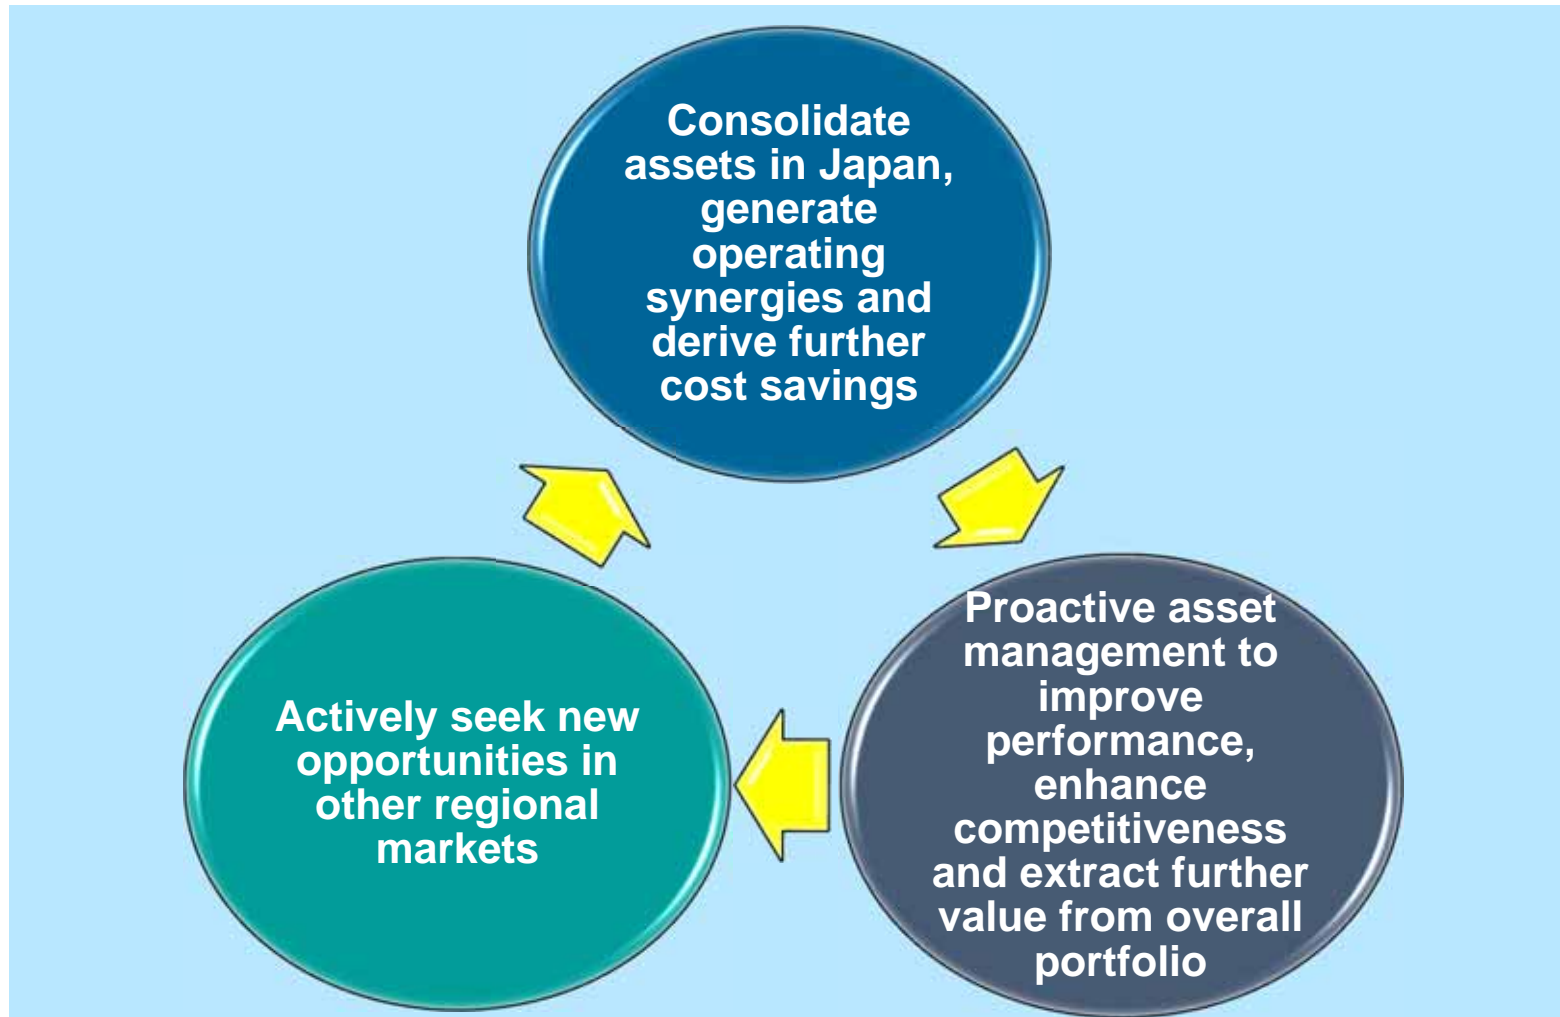 Consolidate
assets in Japan,
generate
operating
synergies and
derive further
cost savings
Proactive asset
management to
improve
performance,
enhance
competitiveness
and extract further
value from overall
portfolio
Actively seek new
opportunities in
other regional
markets